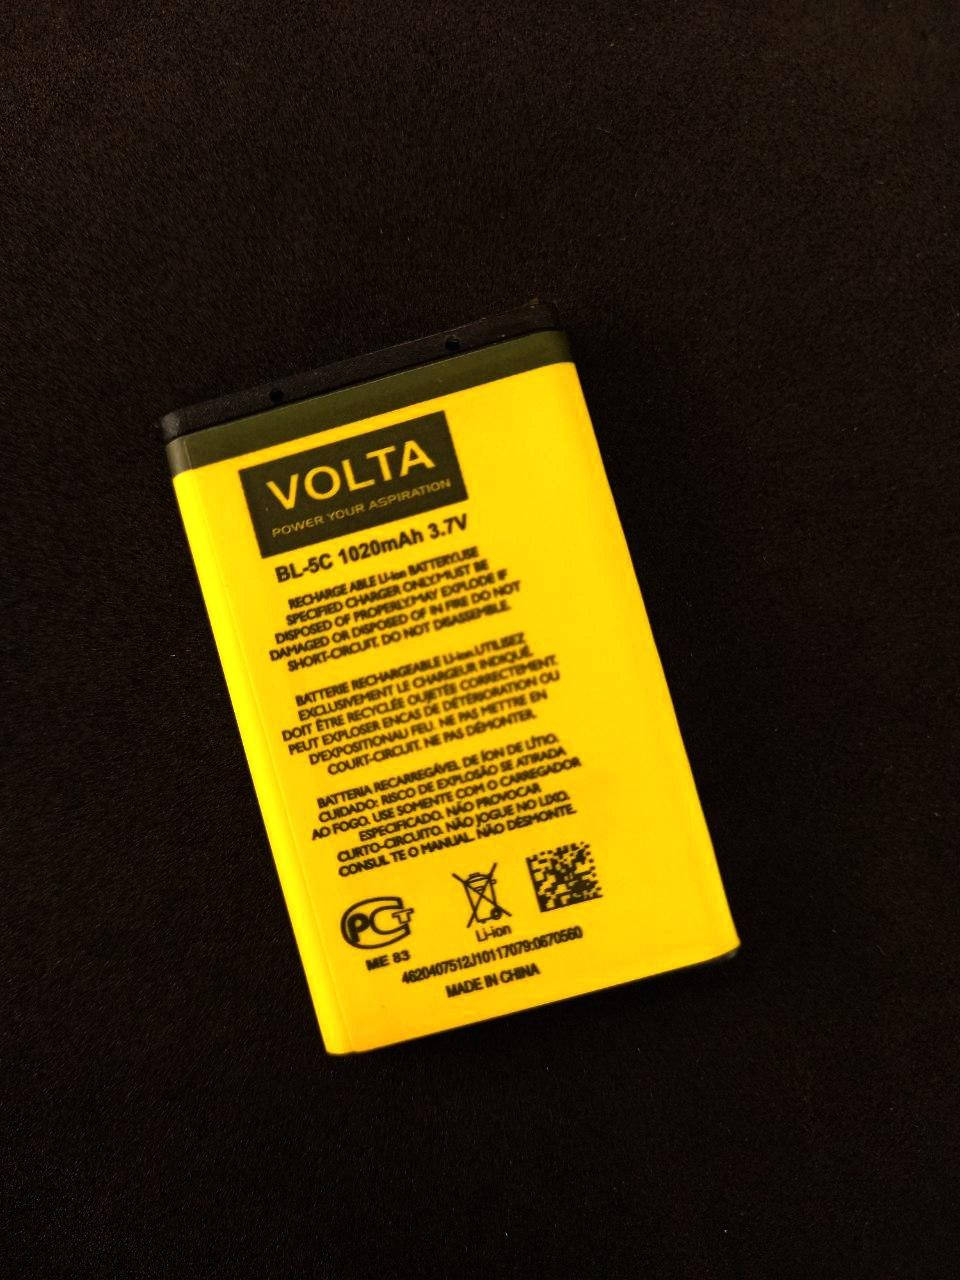 VOLTA
POWER YOUR ASPIRATION
BL-5C 1020mAh 3.7V
RECHARGE ABLE Li-ion BATTERY.USE
SPECIFIED CHARGER ONLY.MUST BE
DISPOSED OF PROPERLY.MAY EXPLODE IF
DAMAGED OR DISPOSED OF IN FIRE DO NOT
SHORT-CIRCUIT. DO NOT DISASSEMBLE.
BATTERIE RECHARGEABLE Li-ion UTILISEZ
EXCLUSIVEMENT LE CHARGEUR INDIQUÉ.
DOIT ÊTRE RECYCLÉE OUJETÉE CORRECTEMENT.
PEUT EXPLOSER ENCAS DE DÉTÉRIORATION OU
D'EXPOSITIONAU FEU. NE PAS METTRE EN
COURT-CIRCUIT. NE PAS DÉMONTER.
BATTERIA RECARREGÁVEL DE ÍON DE LÍTIO.
CUIDADO: RISCO DE EXPLOSÃO SE ATIRADA
AO FOGO. USE SOMENTE COM O CARREGADOR
ESPECIFICADO. NÃO PROVOCAR
CURTO-CIRCUITO. NÃO JOGUE NO LIXO.
CONSUL TE O MANUAL. NÃO DESMONTE.
PCT
ME 83
Li-ion
4620407512J10117079:0670560
MADE IN CHINA